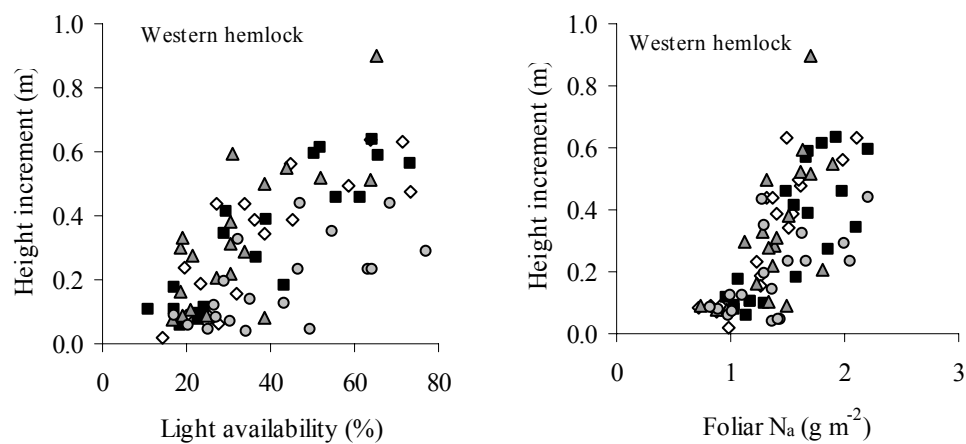 Western hemlock
Height increment (m)
1.0
0.8
0.6
0.4
0.2
0.0
0 20 40 60 80
Light availability (%)
Western hemlock
Height increment (m)
1.0
0.8
0.6
0.4
0.2
0.0
0 1 2 3
Foliar Na (g m-2)